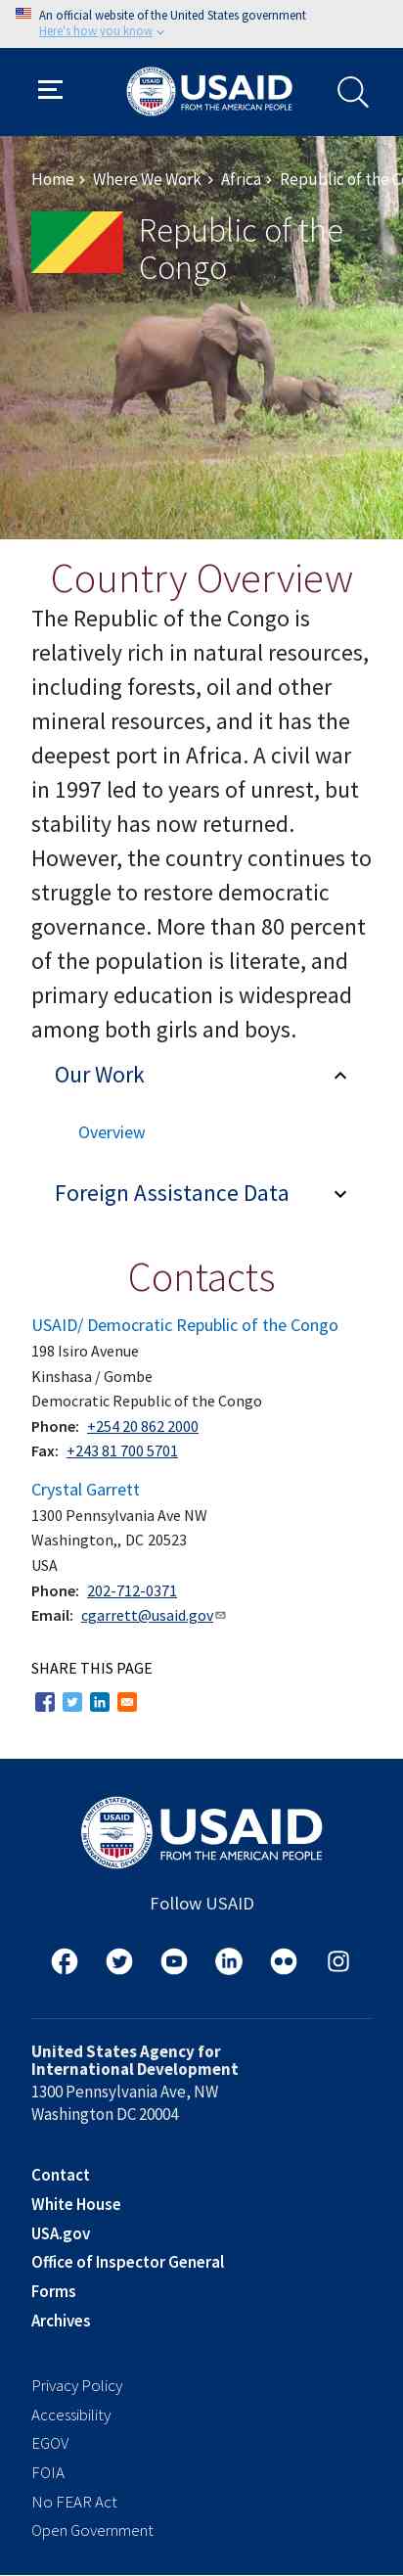 An official website of the United States government
Here's how you know
USAID
FROM THE AMERICAN PEOPLE
Home > Where We Work > Africa > Republic of the
Republic of the
Congo
Country Overview
The Republic of the Congo is
relatively rich in natural resources,
including forests, oil and other
mineral resources, and it has the
deepest port in Africa. A civil war
in 1997 led to years of unrest, but
stability has now returned.
However, the country continues to
struggle to restore democratic
governance. More than 80 percent
of the population is literate, and
primary education is widespread
among both girls and boys.
Our Work
Overview
Foreign Assistance Data
Contacts
USAID/ Democratic Republic of the Congo
198 Isiro Avenue
Kinshasa / Gombe
Democratic Republic of the Congo
Phone: +254 20 862 2000
Fax: +243 81 700 5701
Crystal Garrett
1300 Pennsylvania Ave NW
Washington,, DC 20523
USA
Phone: 202-712-0371
Email: cgarrett@usaid.gov
SHARE THIS PAGE
UNITED STATES AGENCY
USAID
INTERNATIONAL DEVELOPMENT
USAID
FROM THE AMERICAN PEOPLE
Follow USAID
United States Agency for
International Development
1300 Pennsylvania Ave, NW
Washington DC 20004
Contact
White House
USA.gov
Office of Inspector General
Forms
Archives
Privacy Policy
Accessibility
EGOV
FOIA
No FEAR Act
Open Government